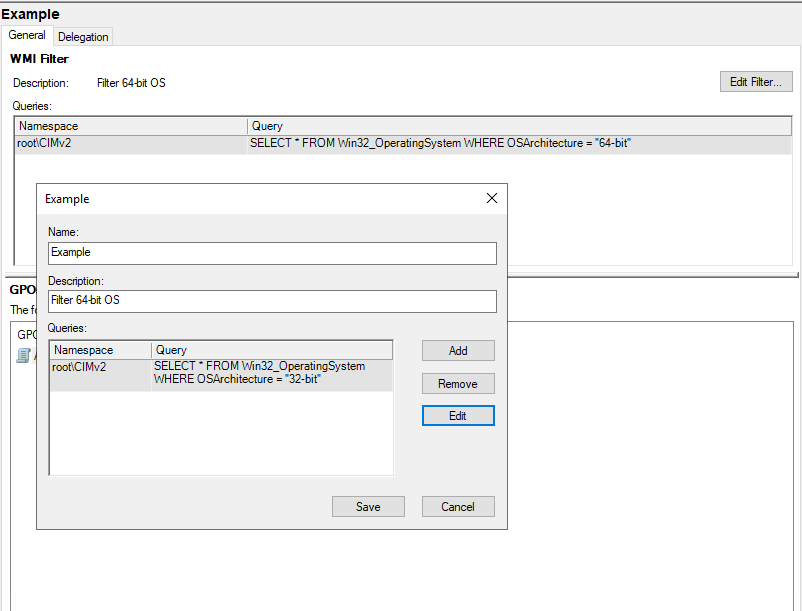 Example
General Delegation
WMI Filter
Description: Filter 64-bit OS
Edit Filter...
Queries:
Namespace Query
root\CIMv2 SELECT * FROM Win32_OperatingSystem WHERE OSArchitecture = "64-bit"
Example
Name:
Example
Description:
Filter 64-bit OS
Queries:
Namespace Query
root\CIMv2 SELECT * FROM Win32_OperatingSystem
WHERE OSArchitecture = "32-bit"
Add
Remove
Edit
Save Cancel
GPO
The